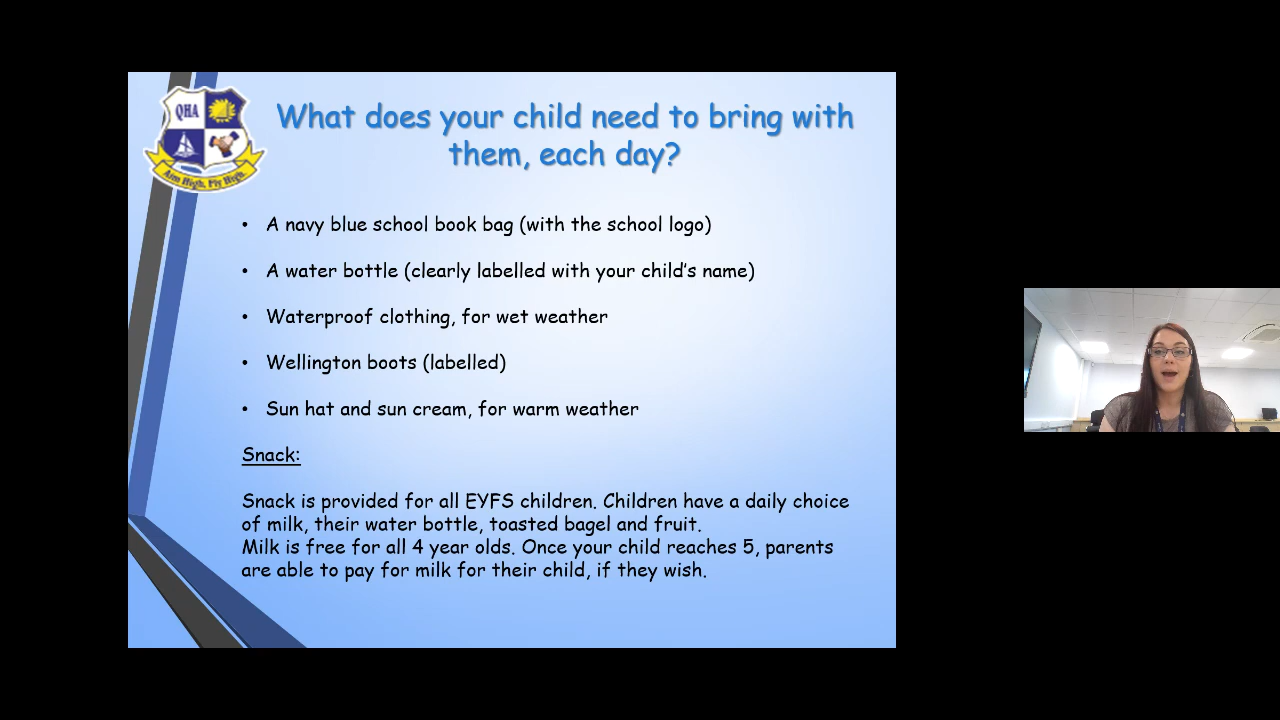 QHA
Aim High, Fly High.
What does your child need to bring with
them, each day?
• A navy blue school book bag (with the school logo)
• A water bottle (clearly labelled with your child's name)
• Waterproof clothing, for wet weather
• Wellington boots (labelled)
• Sun hat and sun cream, for warm weather
Snack:
Snack is provided for all EYFS children. Children have a daily choice
of milk, their water bottle, toasted bagel and fruit.
Milk is free for all 4 year olds. Once your child reaches 5, parents
are able to pay for milk for their child, if they wish.